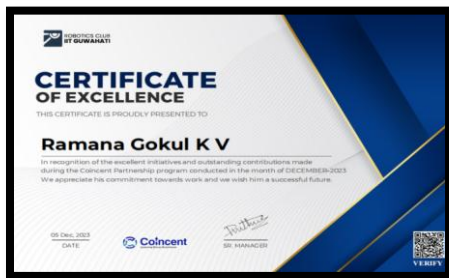 ROBOTICS CLUB
IIT GUWAHATI
CERTIFICATE
OF EXCELLENCE
THIS CERTIFICATE IS PROUDLY PRESENTED TO
Ramana Gokul K V
In recognition of the excellent initiatives and outstanding contributions made
during the Coincent Partnership program conducted in the month of DECEMBER-2023
We appreciate his commitment towards work and we wish him a successful future.
05 Dec, 2023
DATE
Coincent
SR. MANAGER
VERIFY